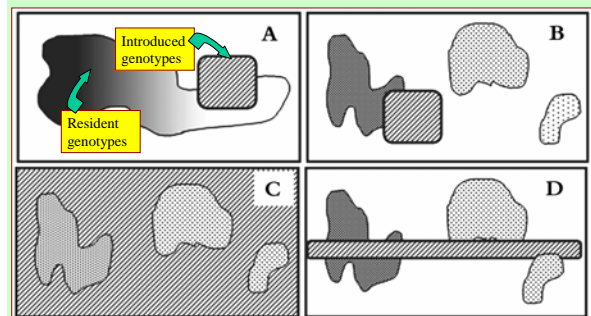 Introduced
genotypes
A
Resident
genotypes
B
C
D